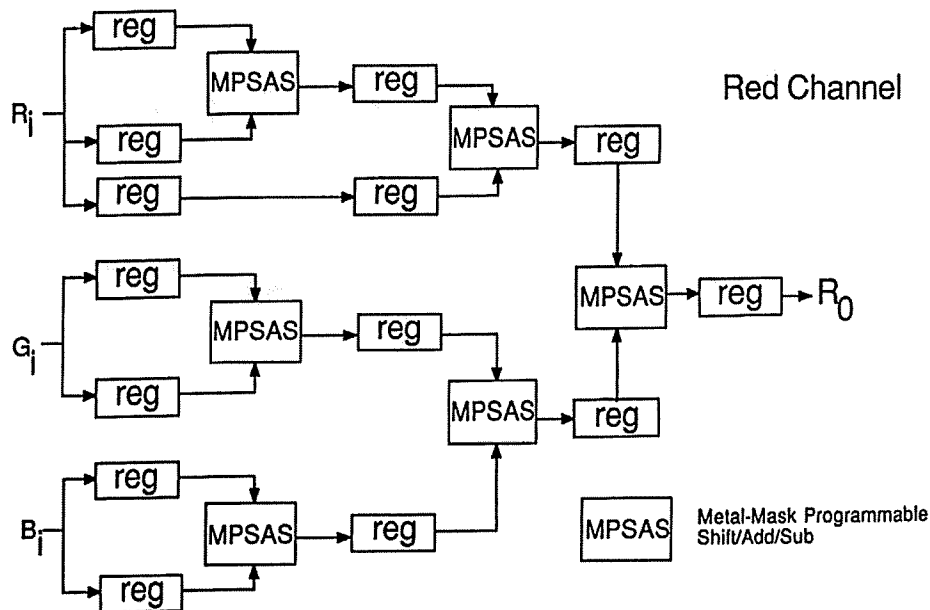 reg
MPSAS
reg
Red Channel
R_i
reg
MPSAS
reg
reg
reg
reg
MPSAS
reg
R_0
G_i
reg
MPSAS
reg
reg
MPSAS
reg
reg
B_i
MPSAS
reg
reg
MPSAS
Metal-Mask Programmable
Shift/Add/Sub